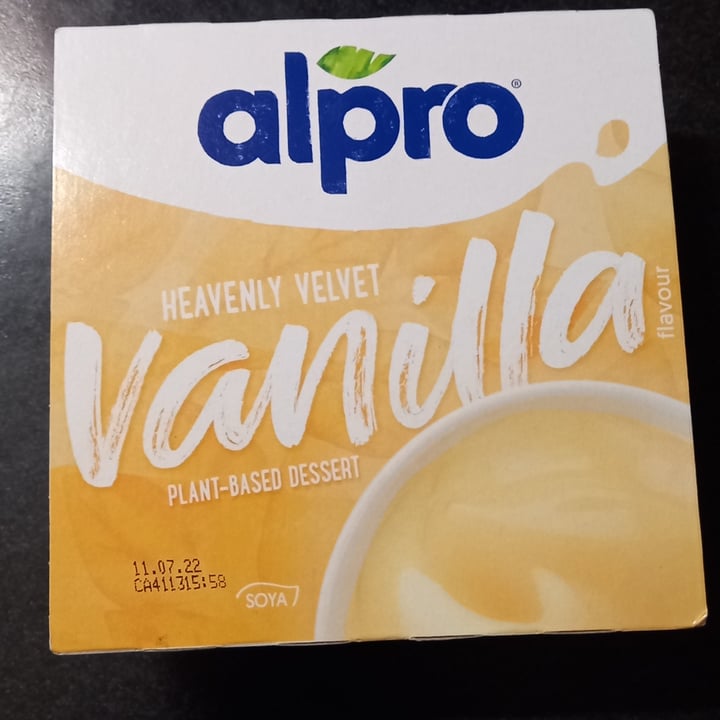 alpro®
HEAVENLY VELVET
Vanilla
flavour
PLANT-BASED DESSERT
11.07.22
CA411315:58
SOYA